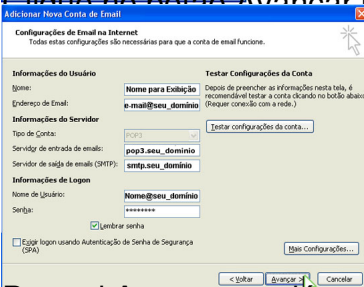 Adicionar Nova Conta de Email
Configurações de Email na Internet
Todas estas configurações são necessárias para que a conta de email funcione.
Informações do Usuário
Nome:
Nome para Exibição
Endereço de Email:
e-mail@seu_domínio
Informações do Servidor
Tipo de Conta:
POP3
Servidor de entrada de emails:
pop3.seu_domínio
Servidor de saída de emails (SMTP):
smtp.seu_domínio
Informações de Logon
Nome de Usuário:
Nome@seu_domínio
Senha:
********
Lembrar senha
Exigir logon usando Autenticação de Senha de Segurança
(SPA)
Testar Configurações da Conta
Depois de preencher as informações nesta tela, é
recomendável testar a conta clicando no botão abaixo
(Requer conexão com a rede.)
Testar configurações da conta...
Mais Configurações...
< Voltar
Avançar >
Cancelar